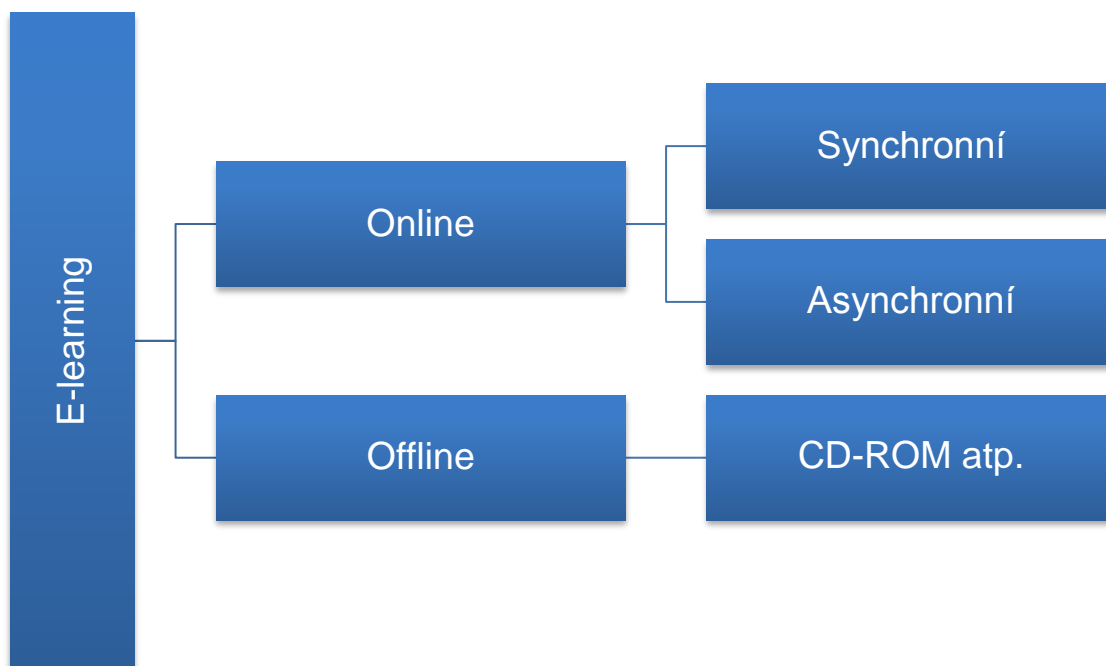 E-learning
Online
Synchronní
Asynchronní
Offline
CD-ROM atp.